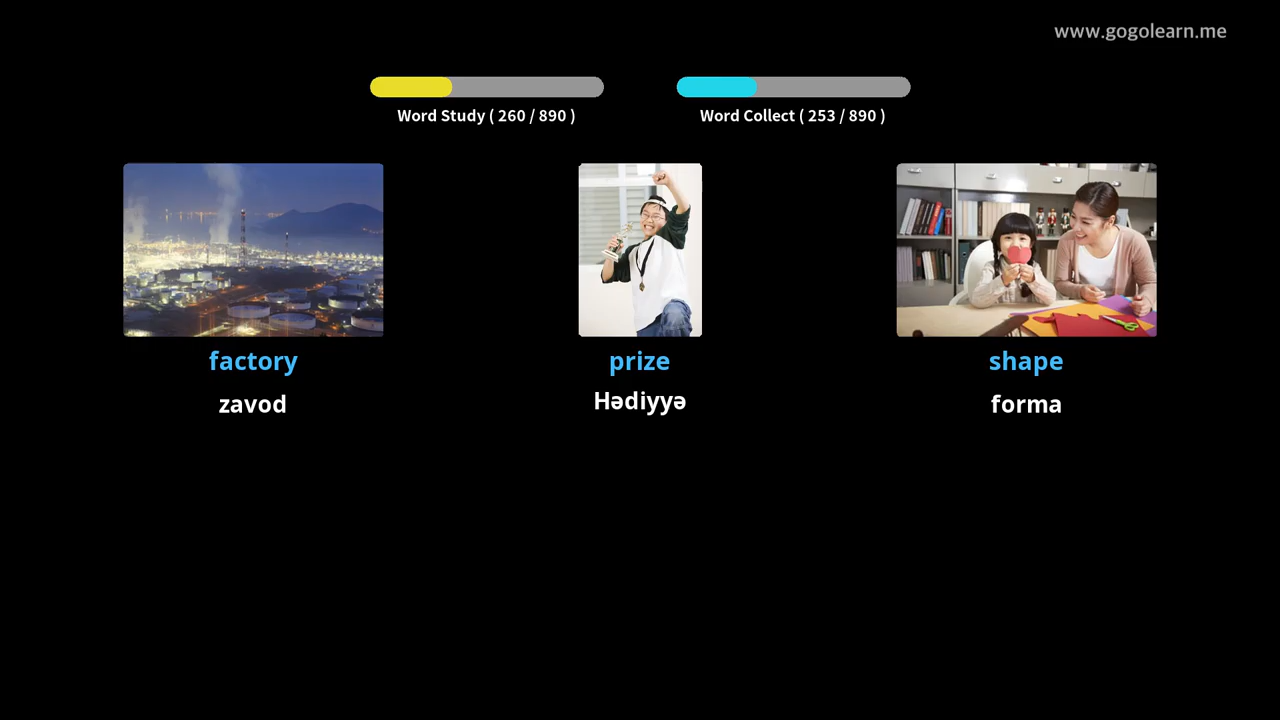 www.gogolearn.me
Word Study ( 260 / 890 )
Word Collect ( 253 / 890 )
factory
zavod
prize
Hədiyyə
shape
forma